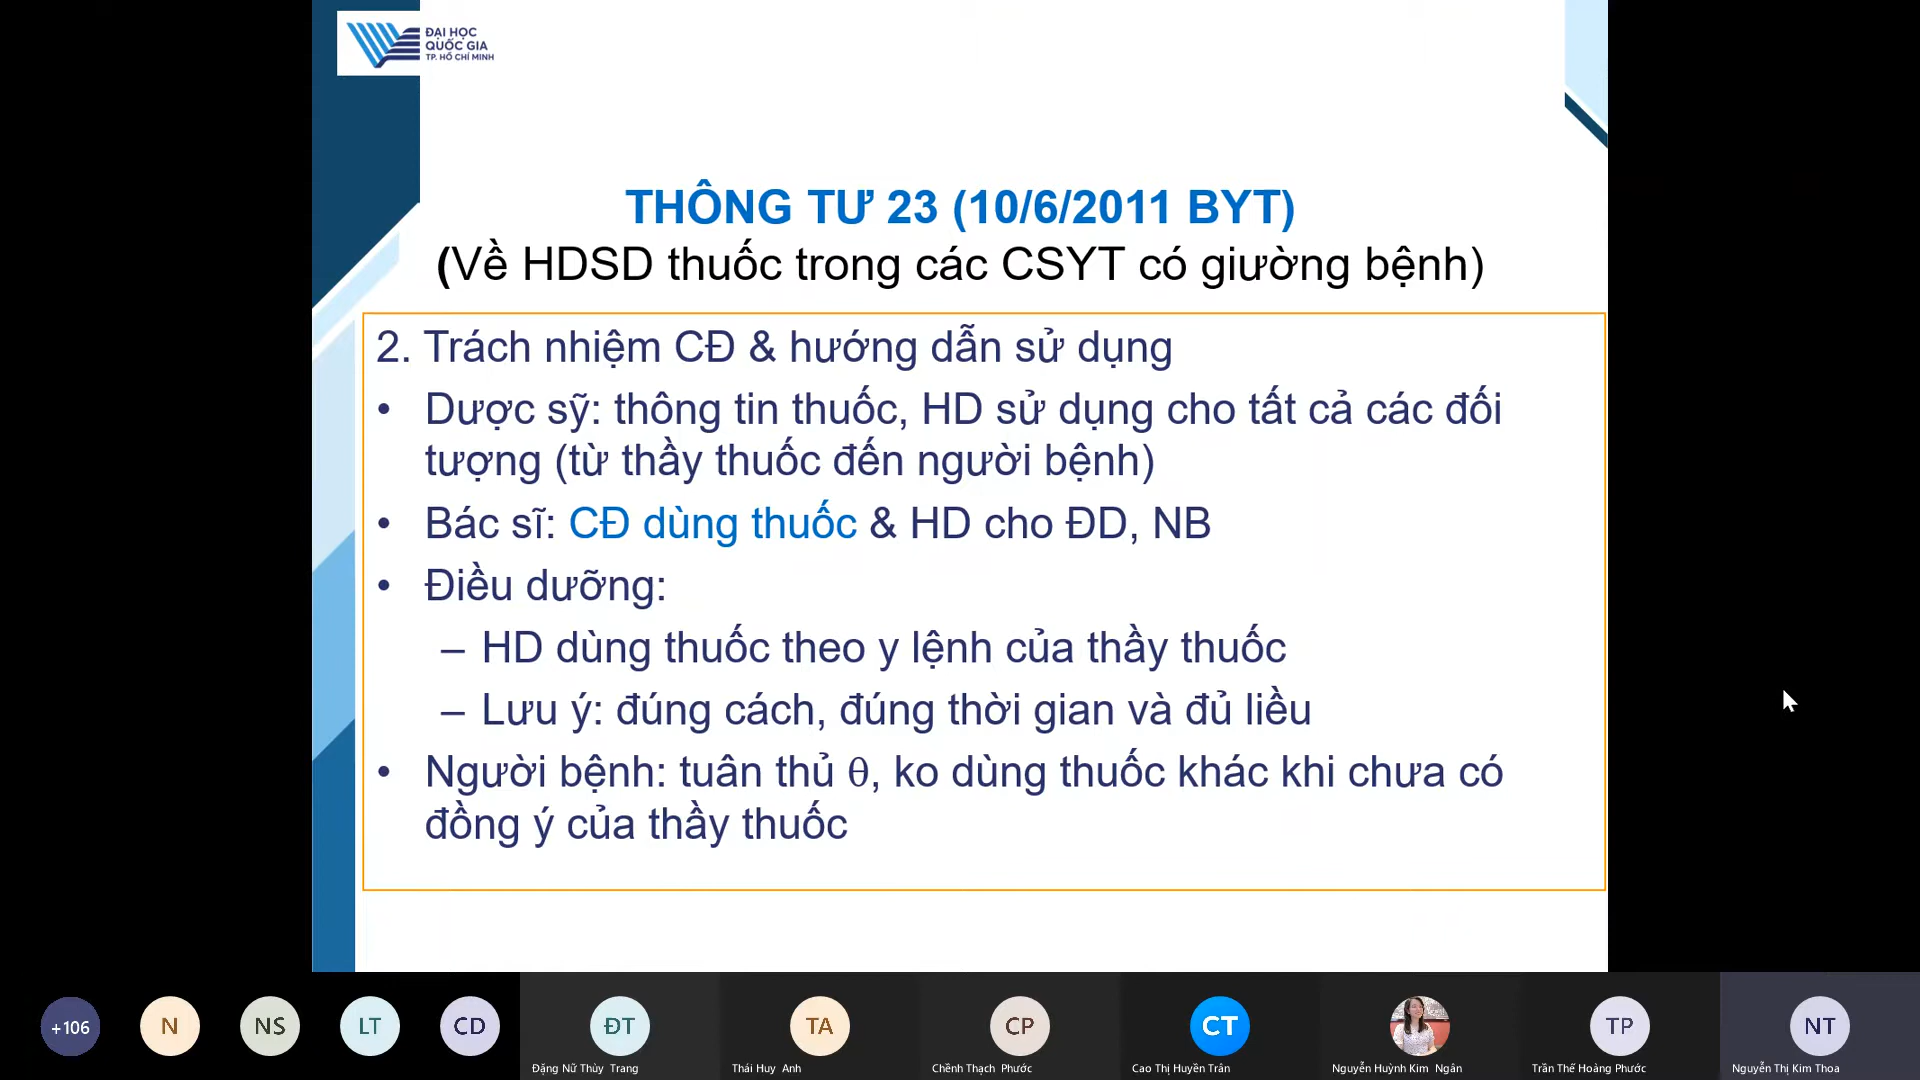 ĐẠI HỌC
QUỐC GIA
TP. HỒ CHÍ MINH
THÔNG TƯ 23 (10/6/2011 BYT)
(Về HDSD thuốc trong các CSYT có giường bệnh)
2. Trách nhiệm CĐ & hướng dẫn sử dụng
• Dược sỹ: thông tin thuốc, HD sử dụng cho tất cả các đối
tượng (từ thầy thuốc đến người bệnh)
• Bác sĩ: CĐ dùng thuốc & HD cho ĐD, NB
• Điều dưỡng:
– HD dùng thuốc theo y lệnh của thầy thuốc
– Lưu ý: đúng cách, đúng thời gian và đủ liều
• Người bệnh: tuân thủ θ, ko dùng thuốc khác khi chưa có
đồng ý của thầy thuốc
+106
N
NS
LT
CD
ĐT
TA
CP
CT
TP
NT
Đặng Nữ Thùy Trang
Thái Huy Anh
Chềnh Thạch Phước
Cao Thị Huyền Trân
Nguyễn Huỳnh Kim Ngân
Trần Thế Hoàng Phước
Nguyễn Thị Kim Thoa